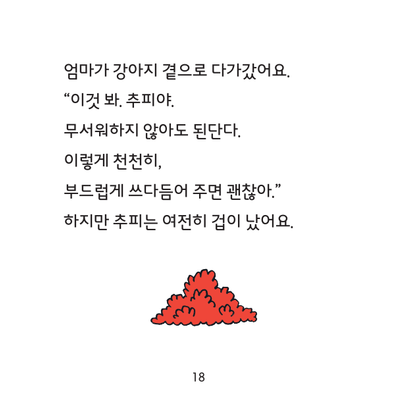 엄마가 강아지 곁으로 다가갔어요.
“이것 봐. 추피야.
무서워하지 않아도 된단다.
이렇게 천천히,
부드럽게 쓰다듬어 주면 괜찮아.”
하지만 추피는 여전히 겁이 났어요.
18